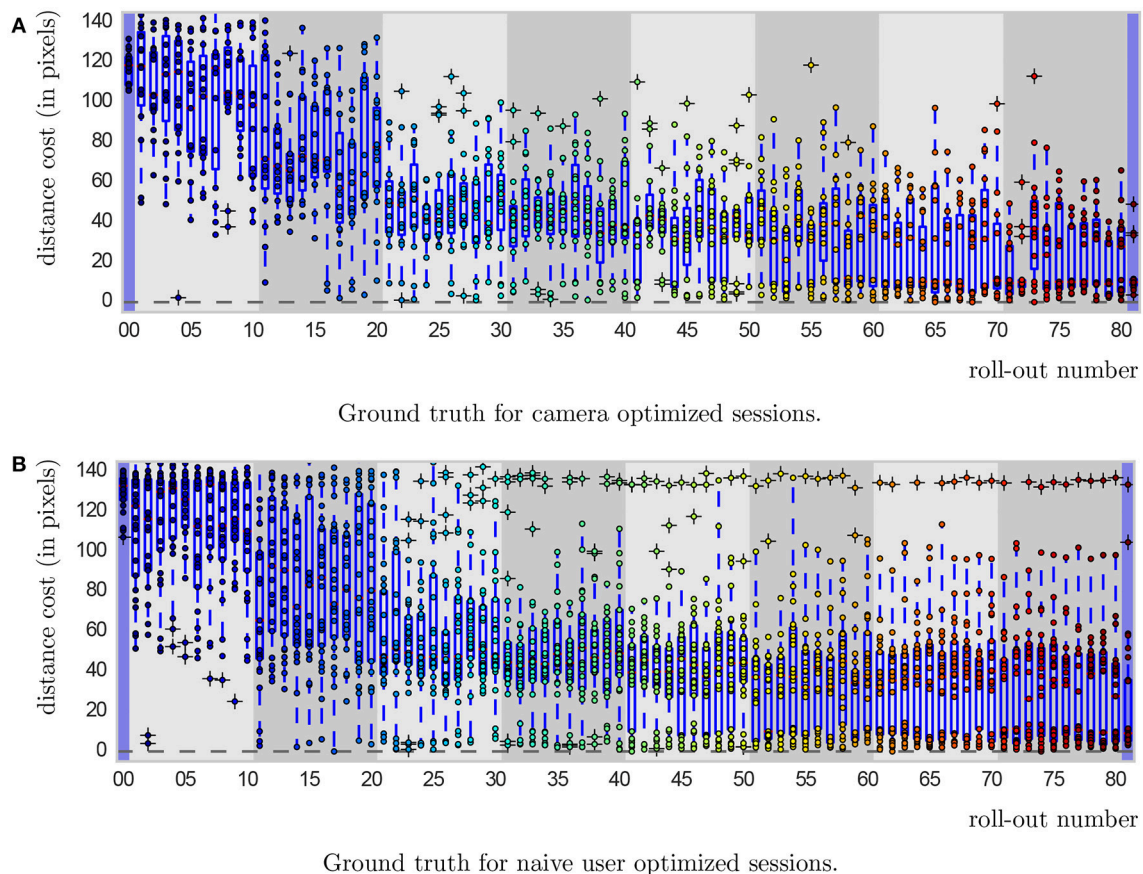 A
distance cost (in pixels)
140
120
100
80
60
40
20
0
00 05 10 15 20 25 30 35 40 45 50 55 60 65 70 75 80
roll-out number
Ground truth for camera optimized sessions.
B
distance cost (in pixels)
140
120
100
80
60
40
20
0
00 05 10 15 20 25 30 35 40 45 50 55 60 65 70 75 80
roll-out number
Ground truth for naive user optimized sessions.